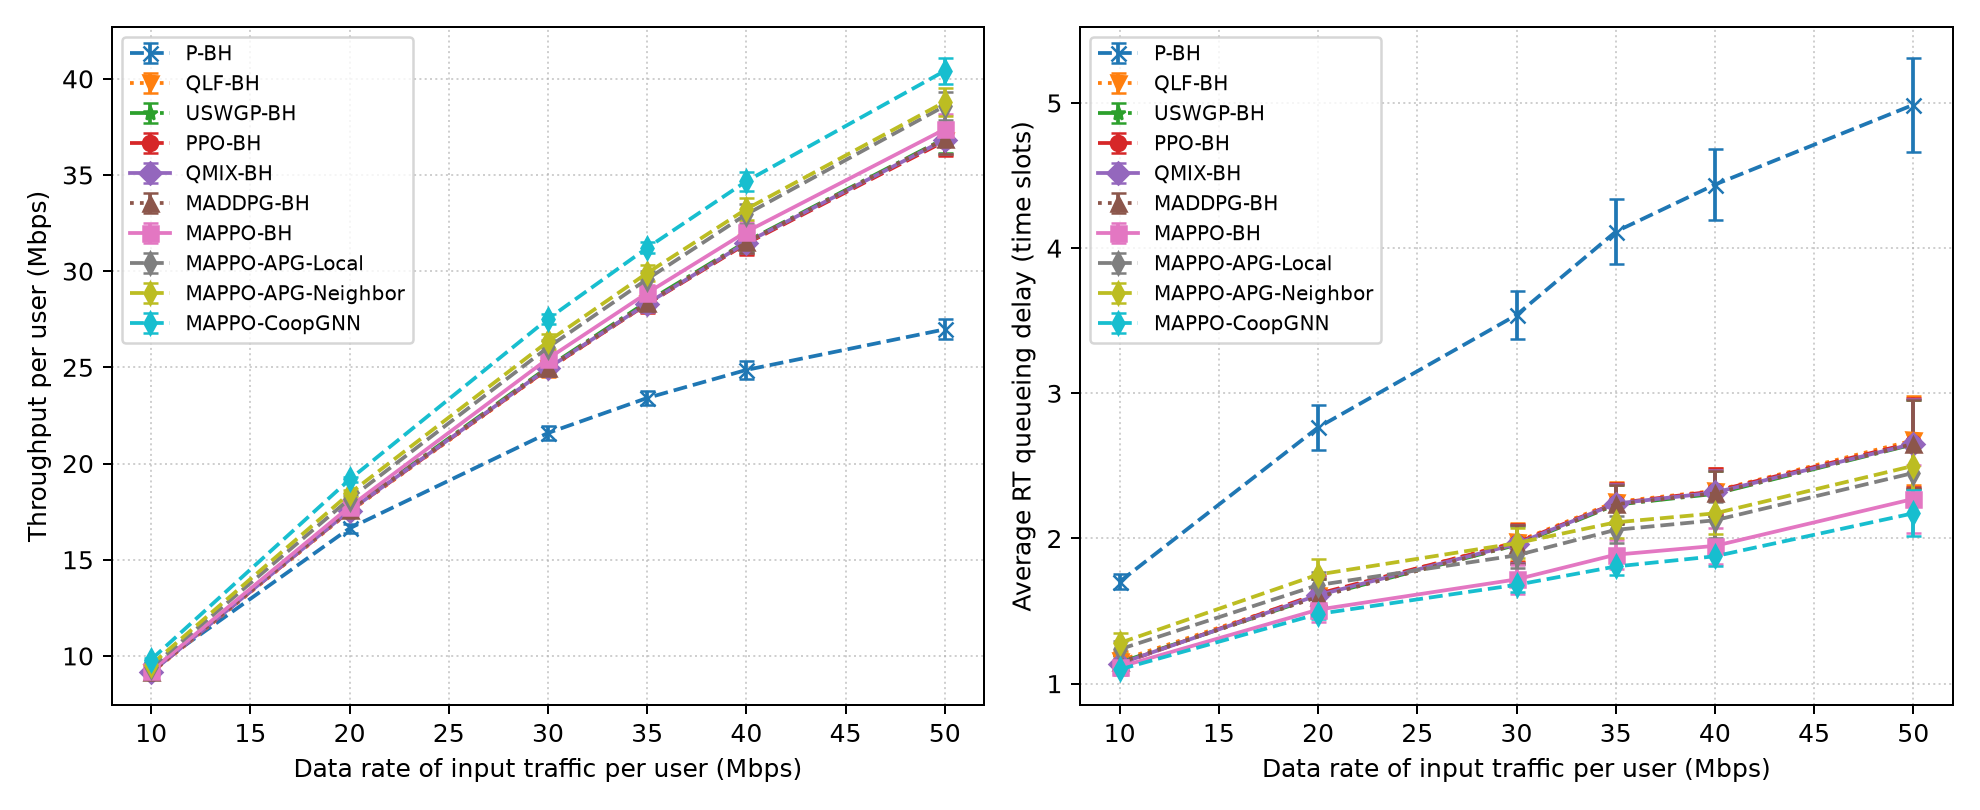 Throughput per user (Mbps)
40
35
30
25
20
15
10
P-BH
QLF-BH
USWGP-BH
PPO-BH
QMIX-BH
MADDPG-BH
MAPPO-BH
MAPPO-APG-Local
MAPPO-APG-Neighbor
MAPPO-CoopGNN
10 15 20 25 30 35 40 45 50
Data rate of input traffic per user (Mbps)
Average RT queueing delay (time slots)
5
4
3
2
1
P-BH
QLF-BH
USWGP-BH
PPO-BH
QMIX-BH
MADDPG-BH
MAPPO-BH
MAPPO-APG-Local
MAPPO-APG-Neighbor
MAPPO-CoopGNN
10 15 20 25 30 35 40 45 50
Data rate of input traffic per user (Mbps)